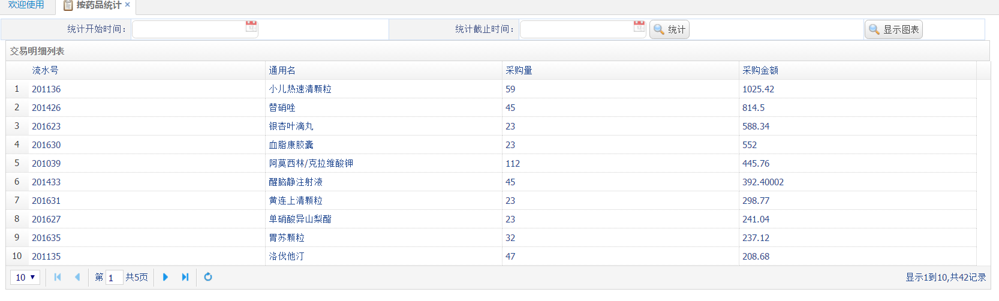 欢迎使用 按药品统计 ×
统计开始时间： 统计截止时间： 统计 显示图表
交易明细列表
流水号 通用名 采购量 采购金额
1 201136 小儿热速清颗粒 59 1025.42
2 201426 替硝唑 45 814.5
3 201623 银杏叶滴丸 23 588.34
4 201630 血脂康胶囊 23 552
5 201039 阿莫西林/克拉维酸钾 112 445.76
6 201433 醒脑静注射液 45 392.40002
7 201631 黄连上清颗粒 23 298.77
8 201627 单硝酸异山梨酯 23 241.04
9 201635 胃苏颗粒 32 237.12
10 201135 洛伐他汀 47 208.68
10 第 1 共5页 显示1到10,共42记录